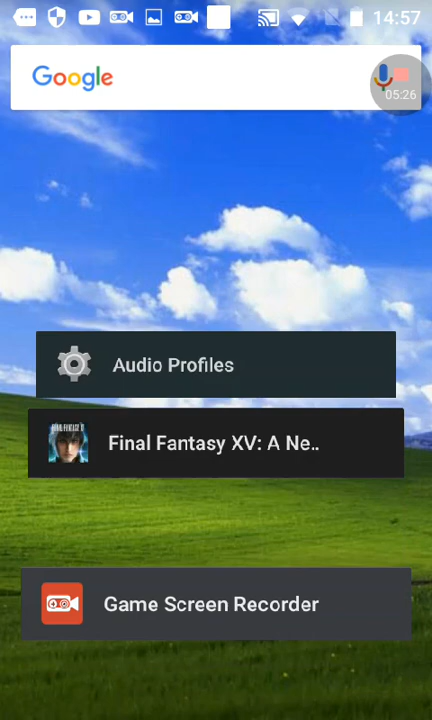 14:57
Google
05:26
Audio Profiles
Final Fantasy XV: A Ne..
Game Screen Recorder